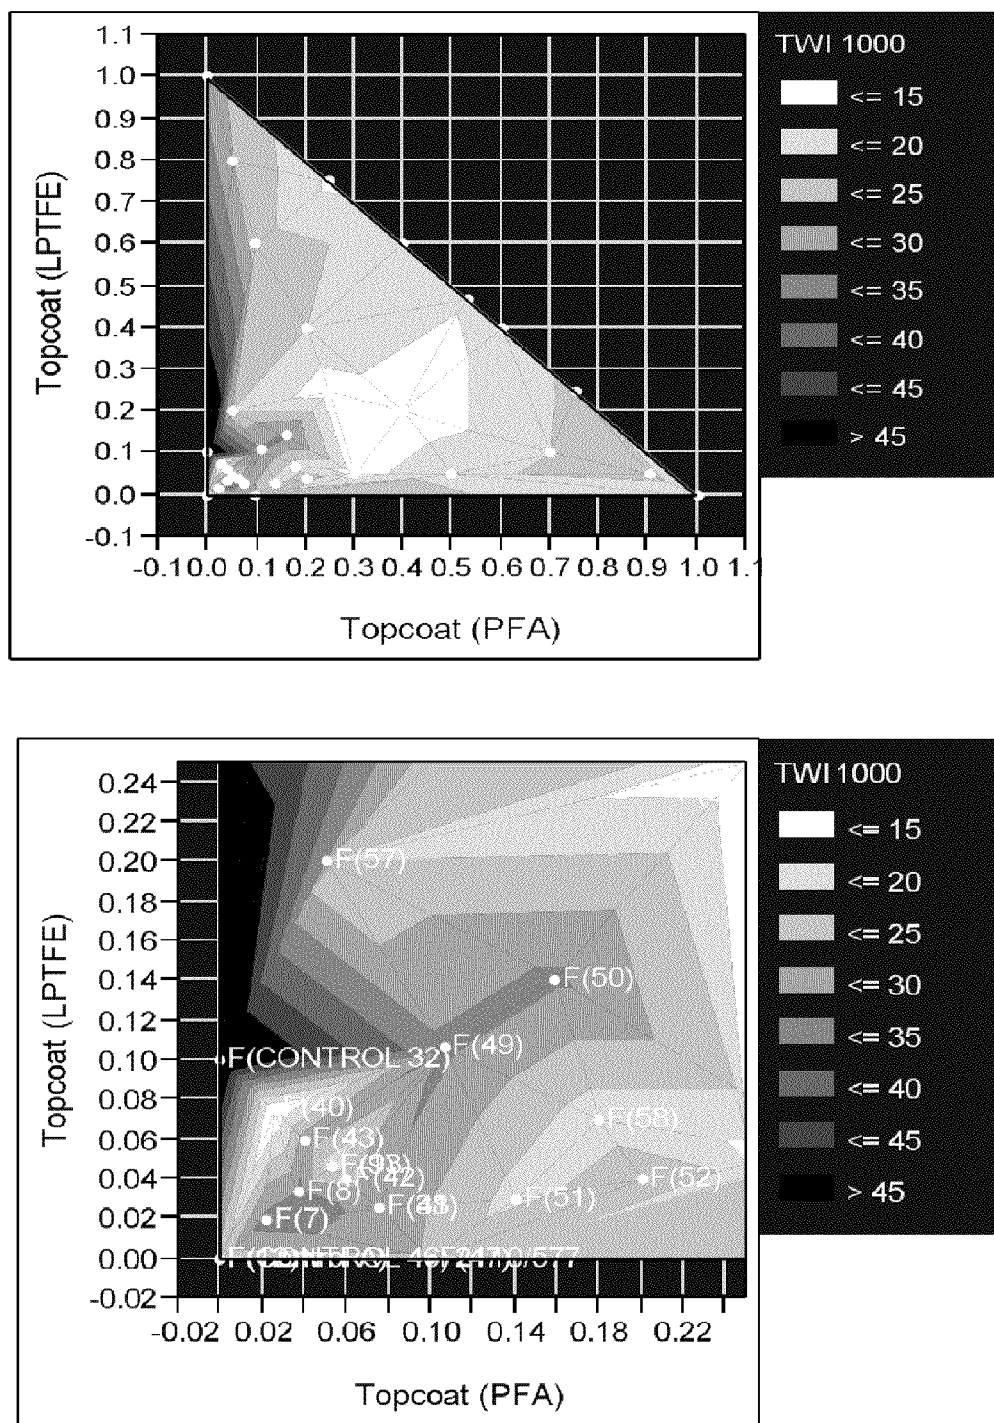 TWI 1000
<= 15
<= 20
<= 25
<= 30
<= 35
<= 40
<= 45
> 45
Topcoat (LPTFE)
1.1
1.0
0.9
0.8
0.7
0.6
0.5
0.4
0.3
0.2
0.1
0.0
-0.1
-0.1 0.0 0.1 0.2 0.3 0.4 0.5 0.6 0.7 0.8 0.9 1.0 1.1
Topcoat (PFA)
TWI 1000
<= 15
<= 20
<= 25
<= 30
<= 35
<= 40
<= 45
> 45
Topcoat (LPTFE)
0.24
0.22
0.20
0.18
0.16
0.14
0.12
0.10
0.08
0.06
0.04
0.02
0.00
-0.02
F(57)
F(50)
F(49)
F(CONTROL 32)
F(40)
F(43)
F(58)
F(8)
F(52)
F(51)
F(7)
-0.02 0.02 0.06 0.10 0.14 0.18 0.22
Topcoat (PFA)